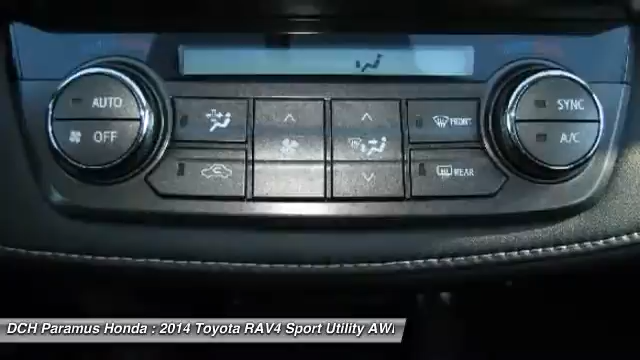 AUTO
OFF
FRONT
REAR
SYNC
A/C
DCH Paramus Honda : 2014 Toyota RAV4 Sport Utility AW